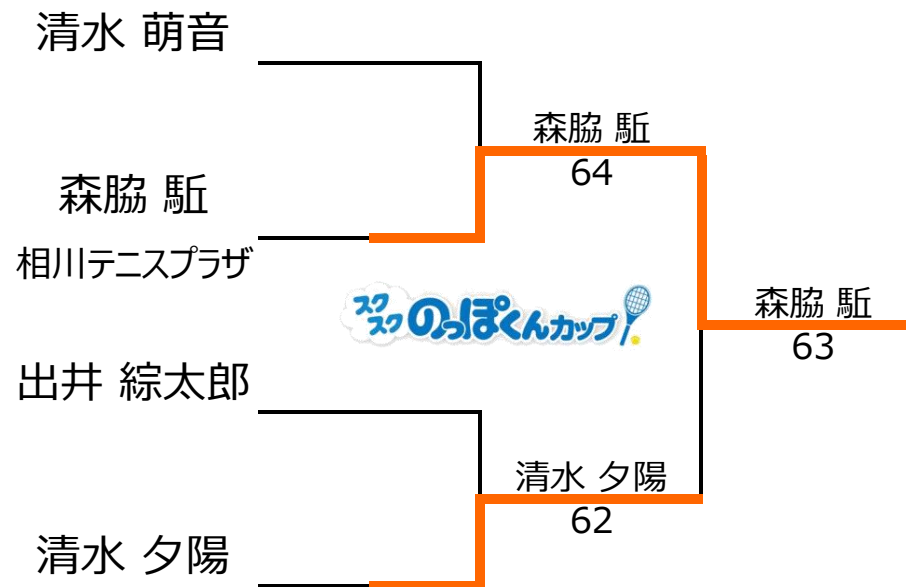 清水 萌音
森脇 駈
64
森脇 駈
相川テニスプラザ
スク
スク のっぽくんカップ
森脇 駈
63
出井 綜太郎
清水 夕陽
62
清水 夕陽